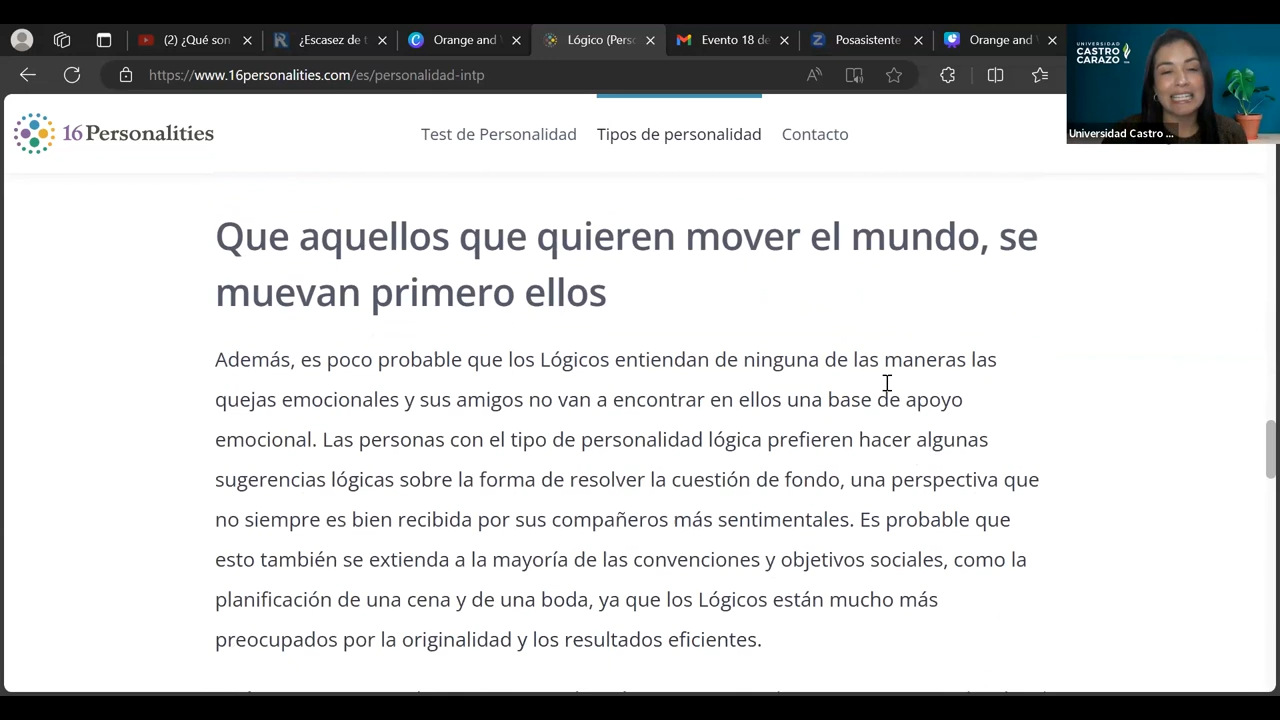 (2) ¿Qué son
¿Escasez de t
Orange and
Lógico (Perso
Evento 18 de
Posasistente
Orange and
https://www.16personalities.com/es/personalidad-intp
UNIVERSIDAD
CASTRO
CARAZO
Universidad Castro ...
16Personalities
Test de Personalidad
Tipos de personalidad
Contacto
Que aquellos que quieren mover el mundo, se
muevan primero ellos
Además, es poco probable que los Lógicos entiendan de ninguna de las maneras las
quejas emocionales y sus amigos no van a encontrar en ellos una base de apoyo
emocional. Las personas con el tipo de personalidad lógica prefieren hacer algunas
sugerencias lógicas sobre la forma de resolver la cuestión de fondo, una perspectiva que
no siempre es bien recibida por sus compañeros más sentimentales. Es probable que
esto también se extienda a la mayoría de las convenciones y objetivos sociales, como la
planificación de una cena y de una boda, ya que los Lógicos están mucho más
preocupados por la originalidad y los resultados eficientes.